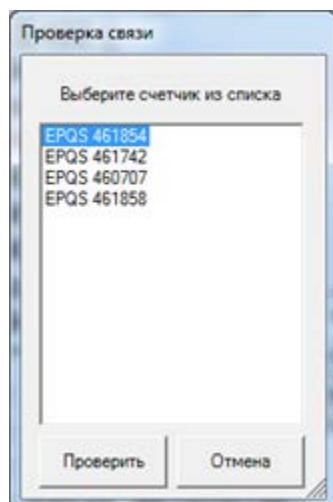 Проверка связи
Выберите счетчик из списка
EPQS 461854
EPQS 461742
EPQS 460707
EPQS 461858
Проверить Отмена